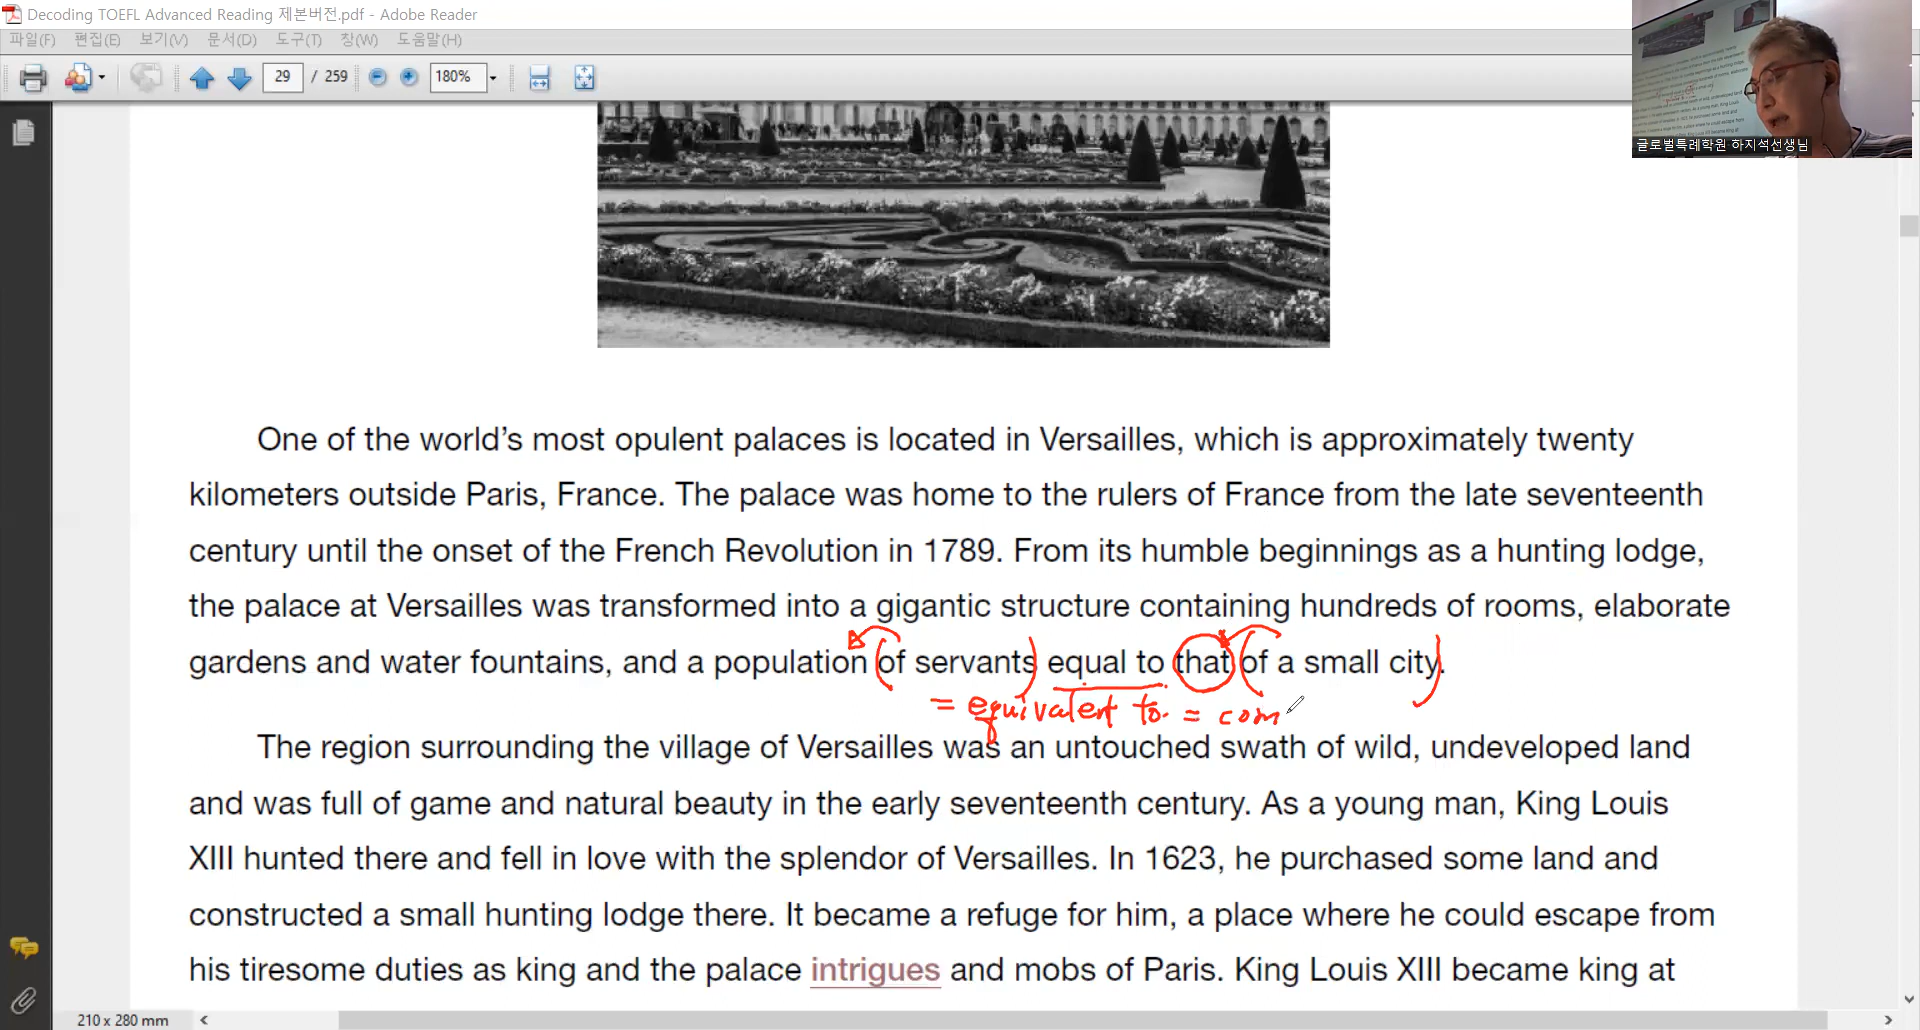 Decoding TOEFL Advanced Reading 제본버전.pdf - Adobe Reader
파일(F) 편집(E) 보기(V) 문서(D) 도구(T) 창(W) 도움말(H)
29 / 259 180%
글로벌특례학원 하지석선생님
One of the world’s most opulent palaces is located in Versailles, which is approximately twenty
kilometers outside Paris, France. The palace was home to the rulers of France from the late seventeenth
century until the onset of the French Revolution in 1789. From its humble beginnings as a hunting lodge,
the palace at Versailles was transformed into a gigantic structure containing hundreds of rooms, elaborate
gardens and water fountains, and a population of servants equal to that of a small city.
= equivalent to. = com
The region surrounding the village of Versailles was an untouched swath of wild, undeveloped land
and was full of game and natural beauty in the early seventeenth century. As a young man, King Louis
XIII hunted there and fell in love with the splendor of Versailles. In 1623, he purchased some land and
constructed a small hunting lodge there. It became a refuge for him, a place where he could escape from
his tiresome duties as king and the palace intrigues and mobs of Paris. King Louis XIII became king at
210 x 280 mm